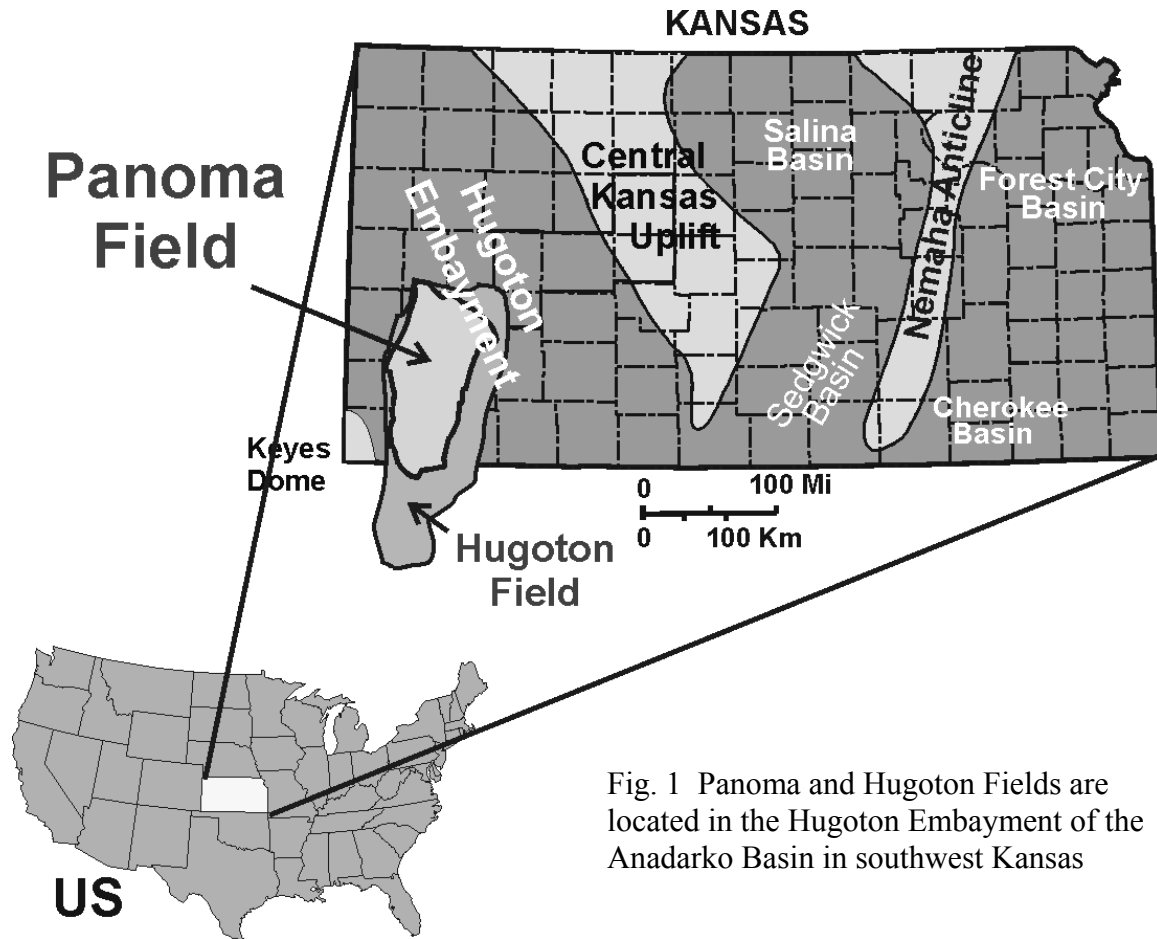 KANSAS
Panoma
Field
Hugoton
Embayment
Central
Kansas
Uplift
Salina
Basin
Nemaha Anticline
Forest City
Basin
Sedgwick
Basin
Cherokee
Basin
Keyes
Dome
0 100 Mi
0 100 Km
Hugoton
Field
US
Fig. 1 Panoma and Hugoton Fields are
located in the Hugoton Embayment of the
Anadarko Basin in southwest Kansas